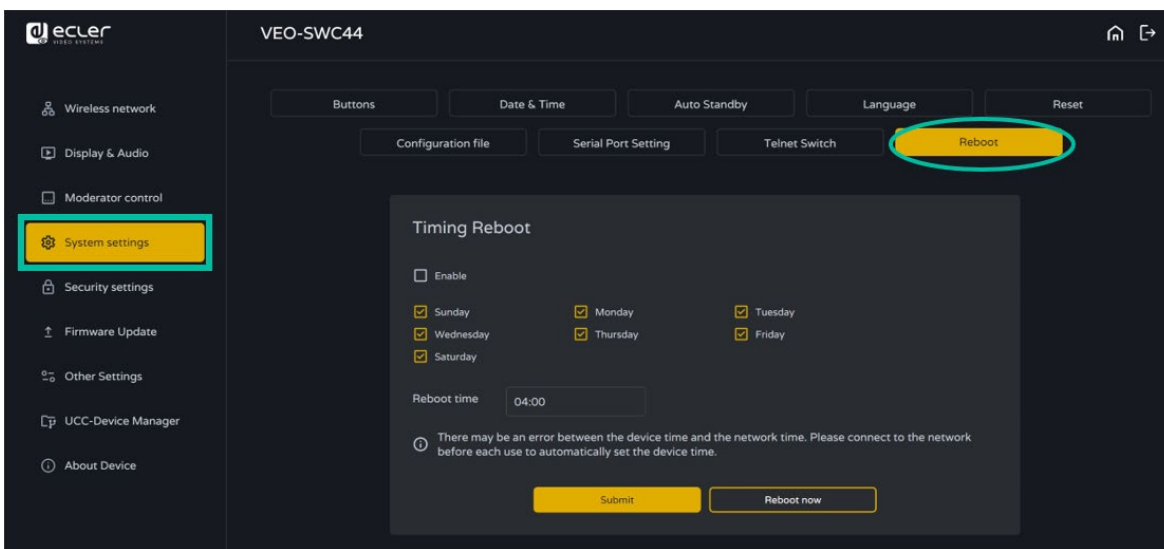 ecler
VIDEO SYSTEMS
VEO-SWC44
Wireless network
Display & Audio
Moderator control
System settings
Security settings
Firmware Update
Other Settings
UCC-Device Manager
About Device
Buttons Date & Time Auto Standby Language Reset
Configuration file Serial Port Setting Telnet Switch Reboot
Timing Reboot
Enable
Sunday Monday Tuesday
Wednesday Thursday Friday
Saturday
Reboot time 04:00
There may be an error between the device time and the network time. Please connect to the network
before each use to automatically set the device time.
Submit Reboot now